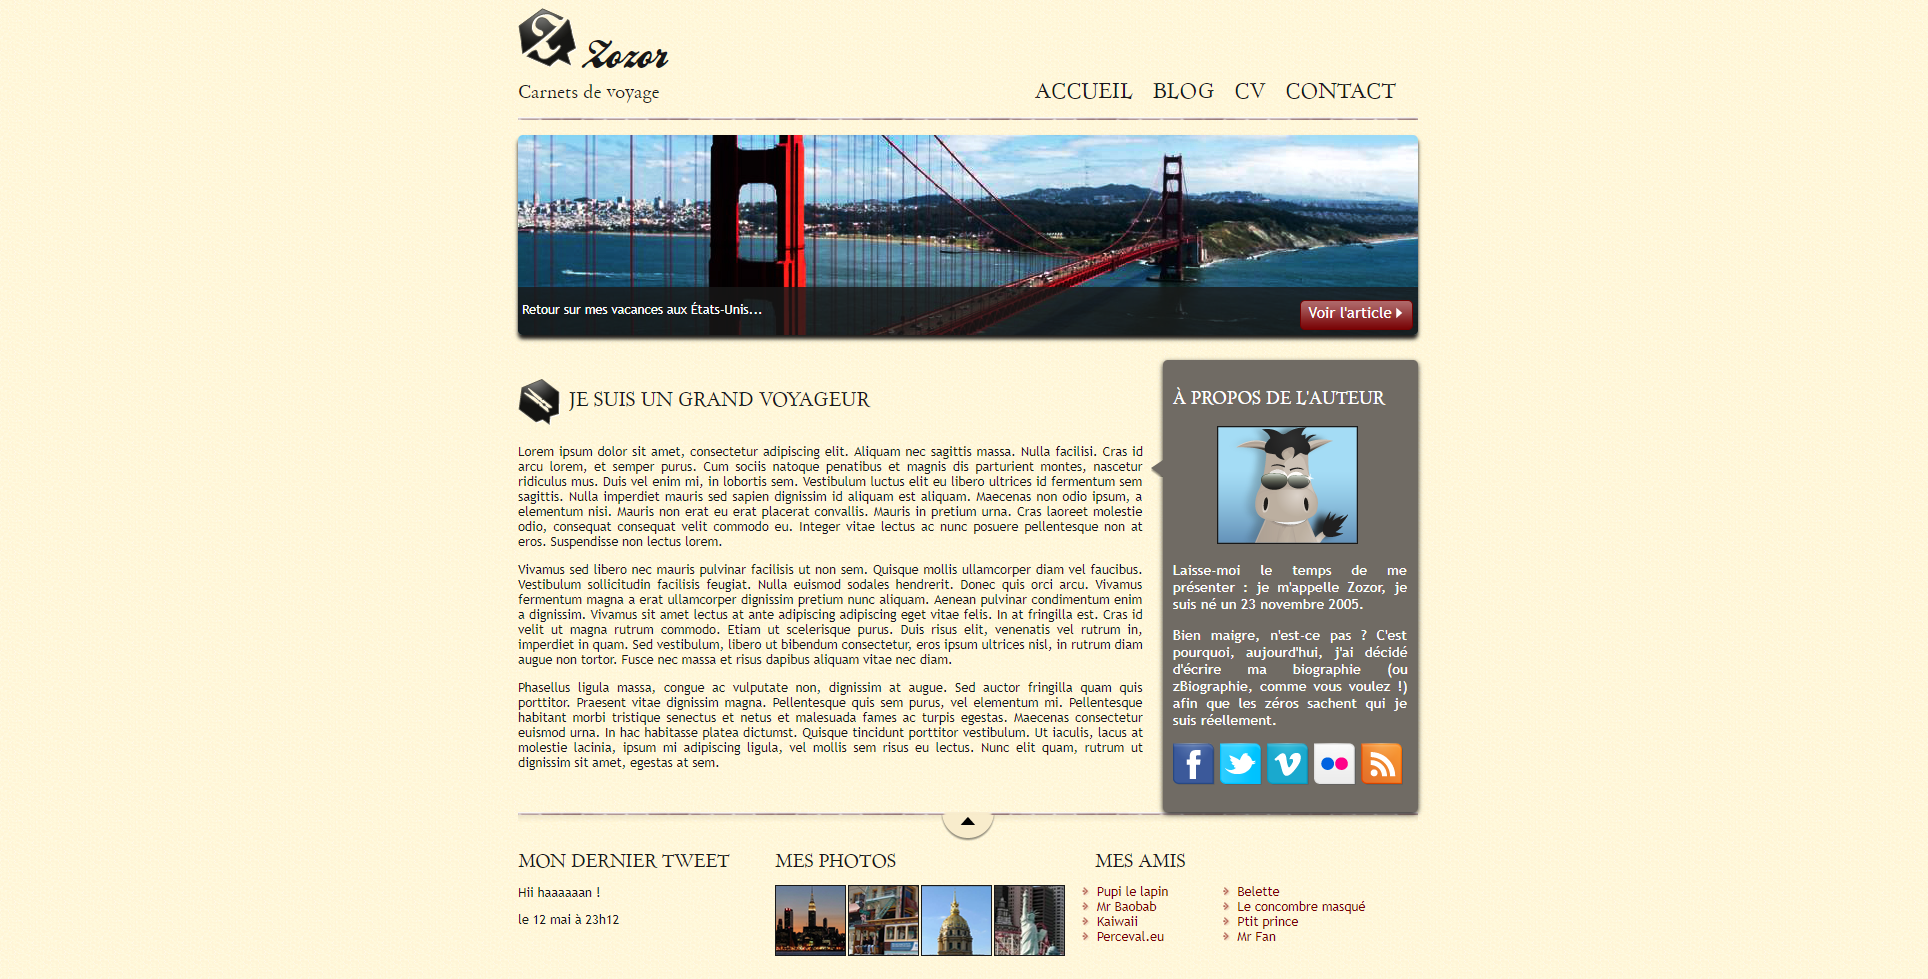 Zozor
Carnets de voyage
ACCUEIL BLOG CV CONTACT
Retour sur mes vacances aux États-Unis...
Voir l'article
JE SUIS UN GRAND VOYAGEUR
Lorem ipsum dolor sit amet, consectetur adipiscing elit. Aliquam nec sagittis massa. Nulla facilisi. Cras id
arcu lorem, et semper purus. Cum sociis natoque penatibus et magnis dis parturient montes, nascetur
ridiculus mus. Duis vel enim mi, in lobortis sem. Vestibulum luctus elit eu libero ultrices id fermentum sem
sagittis. Nulla imperdiet mauris sed sapien dignissim id aliquam est aliquam. Maecenas non odio ipsum, a
elementum nisi. Mauris non erat eu erat placerat convallis. Mauris in pretium urna. Cras laoreet molestie
odio, consequat consequat velit commodo eu. Integer vitae lectus ac nunc posuere pellentesque non at
eros. Suspendisse non lectus lorem.
Vivamus sed libero nec mauris pulvinar facilisis ut non sem. Quisque mollis ullamcorper diam vel faucibus.
Vestibulum sollicitudin facilisis feugiat. Nulla euismod sodales hendrerit. Donec quis orci arcu. Vivamus
fermentum magna a erat ullamcorper dignissim pretium nunc aliquam. Aenean pulvinar condimentum enim
a dignissim. Vivamus sit amet lectus at ante adipiscing adipiscing eget vitae felis. In at fringilla est. Cras id
velit ut magna rutrum commodo. Etiam ut scelerisque purus. Duis risus elit, venenatis vel rutrum in,
imperdiet in quam. Sed vestibulum, libero ut bibendum consectetur, eros ipsum ultrices nisl, in rutrum diam
augue non tortor. Fusce nec massa et risus dapibus aliquam vitae nec diam.
Phasellus ligula massa, congue ac vulputate non, dignissim at augue. Sed auctor fringilla quam quis
porttitor. Praesent vitae dignissim magna. Pellentesque quis sem purus, vel elementum mi. Pellentesque
habitant morbi tristique senectus et netus et malesuada fames ac turpis egestas. Maecenas consectetur
euismod urna. In hac habitasse platea dictumst. Quisque tincidunt porttitor vestibulum. Ut iaculis, lacus at
molestie lacinia, ipsum mi adipiscing ligula, vel mollis sem risus eu lectus. Nunc elit quam, rutrum ut
dignissim sit amet, egestas at sem.
À PROPOS DE L'AUTEUR
Laisse-moi le temps de me
présenter : je m'appelle Zozor, je
suis né un 23 novembre 2005.
Bien maigre, n'est-ce pas ? C'est
pourquoi, aujourd'hui, j'ai décidé
d'écrire ma biographie (ou
zBiographie, comme vous voulez !)
afin que les zéros sachent qui je
suis réellement.
MON DERNIER TWEET
Hii haaaaaan !
le 12 mai à 23h12
MES PHOTOS
MES AMIS
Pupi le lapin
Mr Baobab
Kaiwaii
Perceval.eu
Belette
Le concombre masqué
Ptit prince
Mr Fan